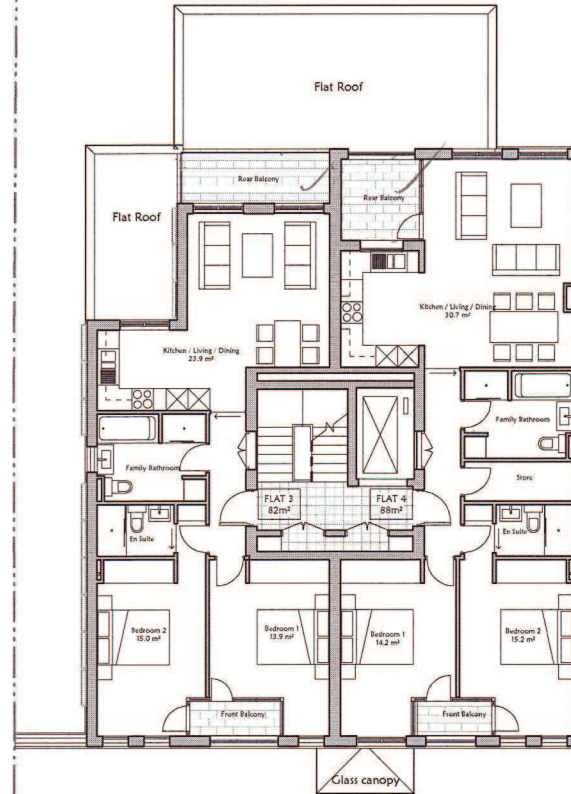 Flat Roof
Rear Balcony
Rear Balcony
Flat Roof
Kitchen / Living / Dining
30.7 m²
Kitchen / Living / Dining
23.9 m²
Family Bathroom
Family Bathroom
Store
FLAT 3
82m²
FLAT 4
88m²
En Suite
En Suite
Bedroom 2
15.0 m²
Bedroom 1
13.9 m²
Bedroom 1
14.2 m²
Bedroom 2
15.2 m²
Front Balcony
Front Balcony
Glass canopy